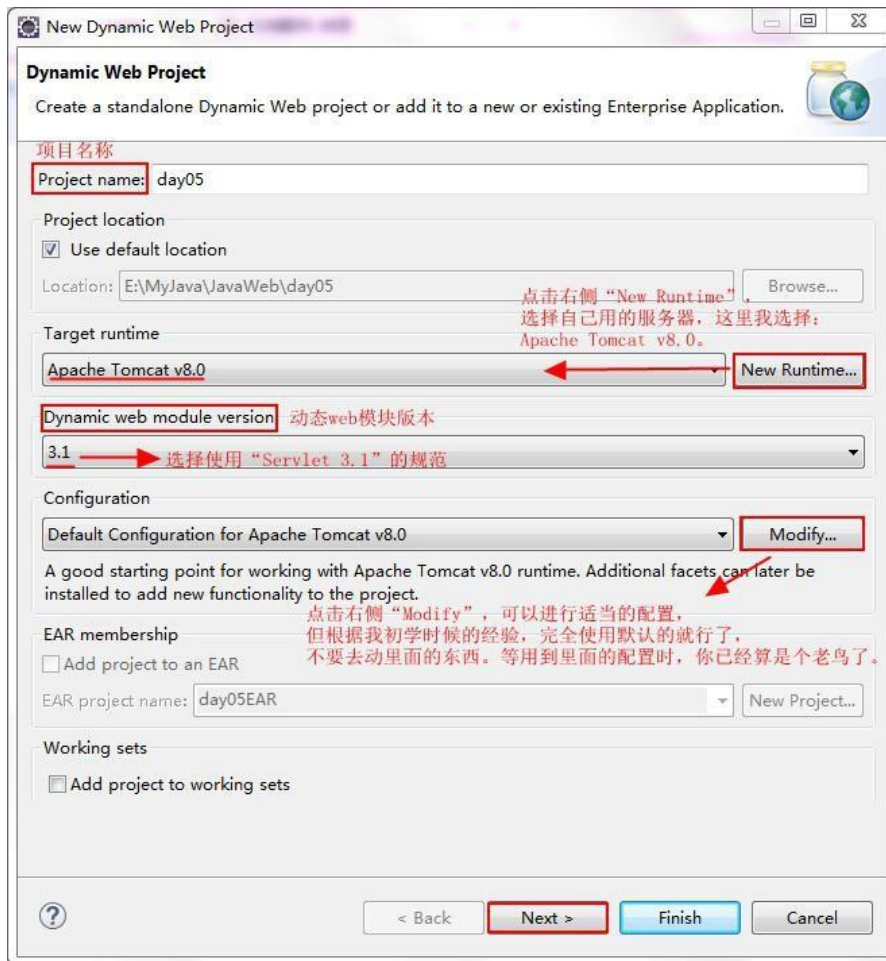 New Dynamic Web Project
Dynamic Web Project
Create a standalone Dynamic Web project or add it to a new or existing Enterprise Application.
项目名称
Project name: day05
Project location
Use default location
Location: E:\MyJava\JavaWeb\day05 Browse...
点击右侧“New Runtime”，
选择自己用的服务器，这里我选择：
Apache Tomcat v8.0。
Target runtime
Apache Tomcat v8.0 New Runtime...
Dynamic web module version 动态web模块版本
3.1 选择使用“Servlet 3.1”的规范
Configuration
Default Configuration for Apache Tomcat v8.0 Modify...
A good starting point for working with Apache Tomcat v8.0 runtime. Additional facets can later be
installed to add new functionality to the project.
点击右侧“Modify”，可以进行适当的配置，
但根据我初学时候的经验，完全使用默认的就行了，
不要去动里面的东西。等用到里面的配置时，你已经算是个老鸟了。
EAR membership
Add project to an EAR
EAR project name: day05EAR New Project...
Working sets
Add project to working sets
? < Back Next > Finish Cancel